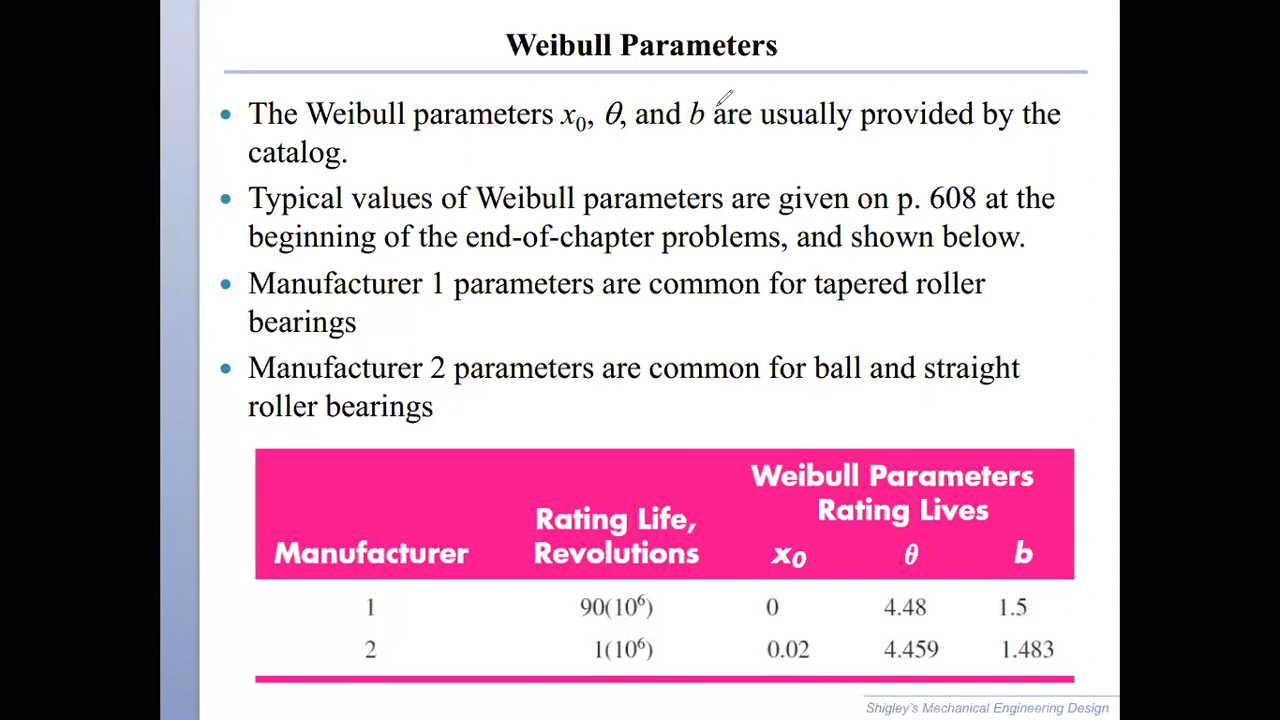 Weibull Parameters
• The Weibull parameters x₀, θ, and b are usually provided by the
catalog.
• Typical values of Weibull parameters are given on p. 608 at the
beginning of the end-of-chapter problems, and shown below.
• Manufacturer 1 parameters are common for tapered roller
bearings
• Manufacturer 2 parameters are common for ball and straight
roller bearings
Weibull Parameters
Rating Lives
Rating Life,
Manufacturer Revolutions x₀ θ b
1 90(10⁶) 0 4.48 1.5
2 1(10⁶) 0.02 4.459 1.483
Shigley's Mechanical Engineering Design